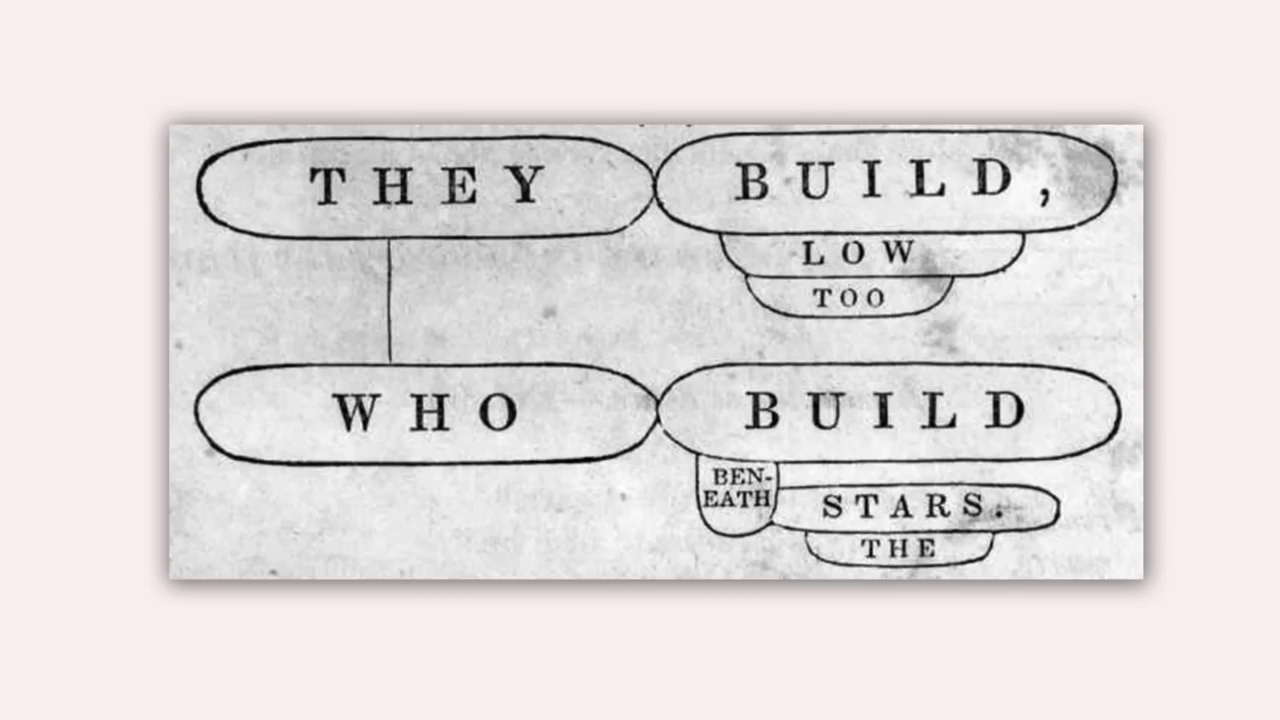 THEY BUILD,
LOW
TOO
WHO BUILD
BEN-
EATH
STARS.
THE